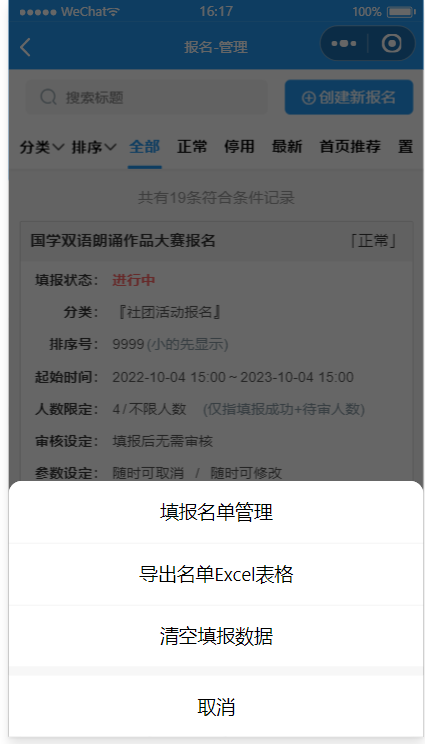 WeChat 16:17 100%
报名-管理
搜索标题 创建新报名
分类 排序 全部 正常 停用 最新 首页推荐 置
共有19条符合条件记录
国学双语朗诵作品大赛报名 「正常」
填报状态： 进行中
分类： 『社团活动报名』
排序号： 9999(小的先显示)
起始时间： 2022-10-04 15:00～2023-10-04 15:00
人数限定： 4/不限人数 (仅指填报成功+待审人数)
审核设定： 填报后无需审核
参数设定： 随时可取消 / 随时可修改
填报名单管理
导出名单Excel表格
清空填报数据
取消